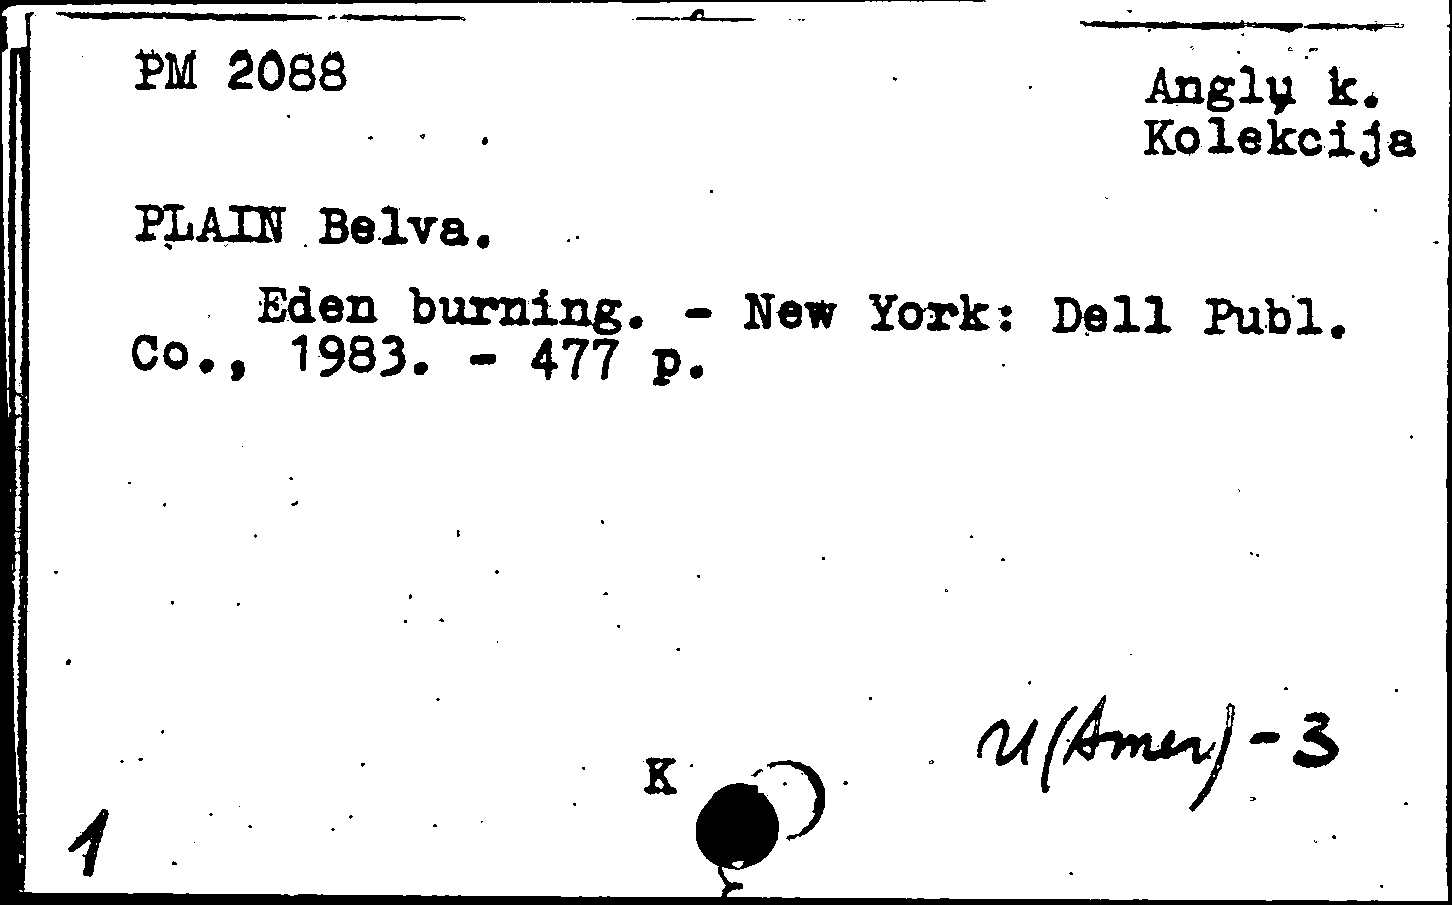 PM 2088
Anglų k.
Kolekcija
PLAIN Belva.
Eden burning. - New York: Dell Publ.
Co., 1983. - 477 p.
U(Amer)-3
K
1